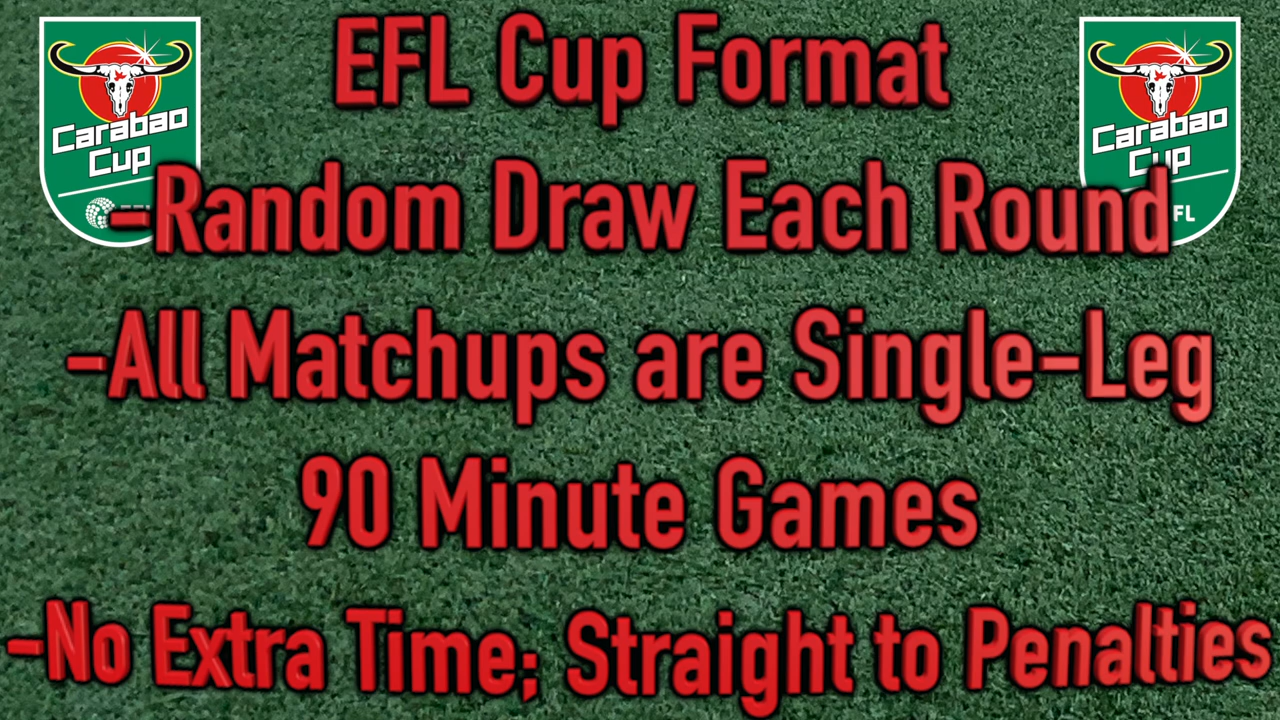 EFL Cup Format
Carabao
Cup
Carabao
Cup
FL
-Random Draw Each Round
-All Matchups are Single-Leg
90 Minute Games
-No Extra Time; Straight to Penalties